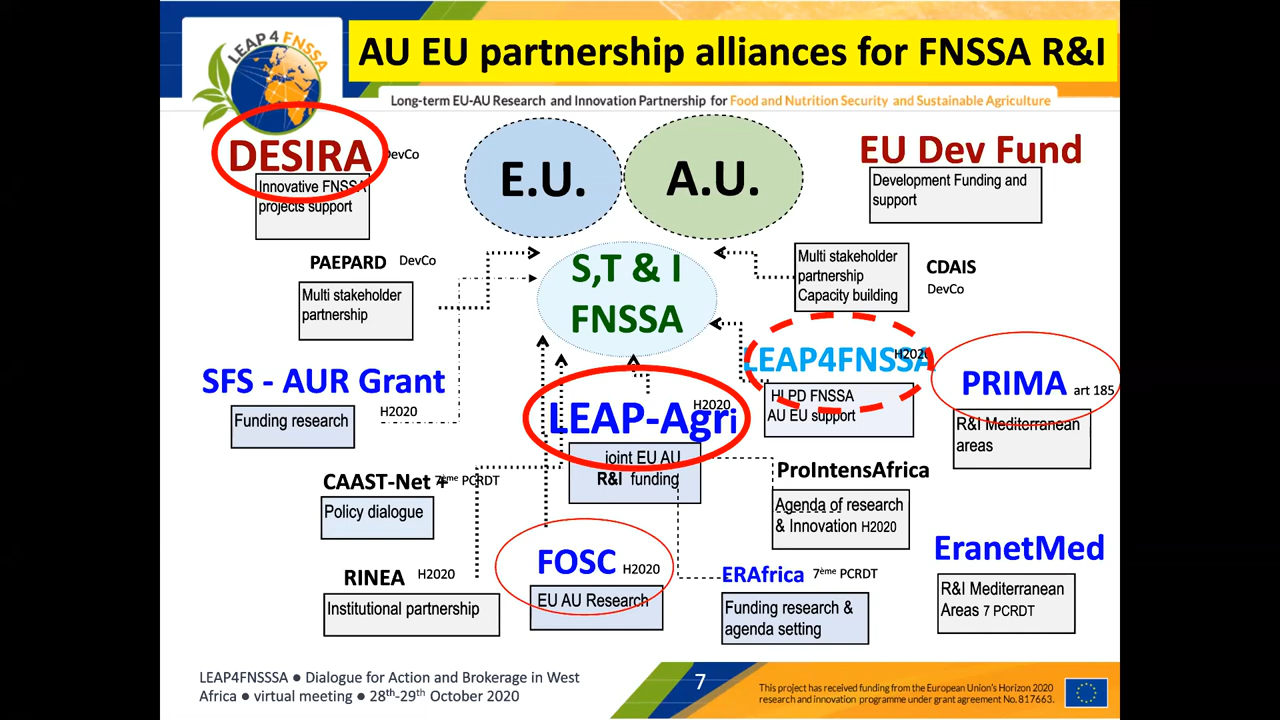 LEAP 4 FNSSA
AU EU partnership alliances for FNSSA R&I
Long-term EU-AU Research and Innovation Partnership for Food and Nutrition Security and Sustainable Agriculture
DESIRA DevCo
Innovative FNSSA
projects support
E.U.
A.U.
EU Dev Fund
Development Funding and
support
PAEPARD DevCo
Multi stakeholder
partnership
S,T & I
FNSSA
Multi stakeholder
partnership
Capacity building
CDAIS
DevCo
SFS - AUR Grant
Funding research
H2020
LEAP-Agri
H2020
joint EU AU
R&I funding
LEAP4FNSSA
H2020
HLPD FNSSA
AU EU support
PRIMA art 185
R&I Mediterranean
areas
CAAST-Net + 7ème PCRDT
Policy dialogue
ProIntensAfrica
Agenda of research
& Innovation H2020
RINEA H2020
Institutional partnership
FOSC H2020
EU AU Research
ERAfrica 7ème PCRDT
Funding research &
agenda setting
EranetMed
R&I Mediterranean
Areas 7 PCRDT
LEAP4FNSSSA ● Dialogue for Action and Brokerage in West
Africa ● virtual meeting ● 28th-29th October 2020
7
This project has received funding from the European Union's Horizon 2020
research and innovation programme under grant agreement No. 817663.